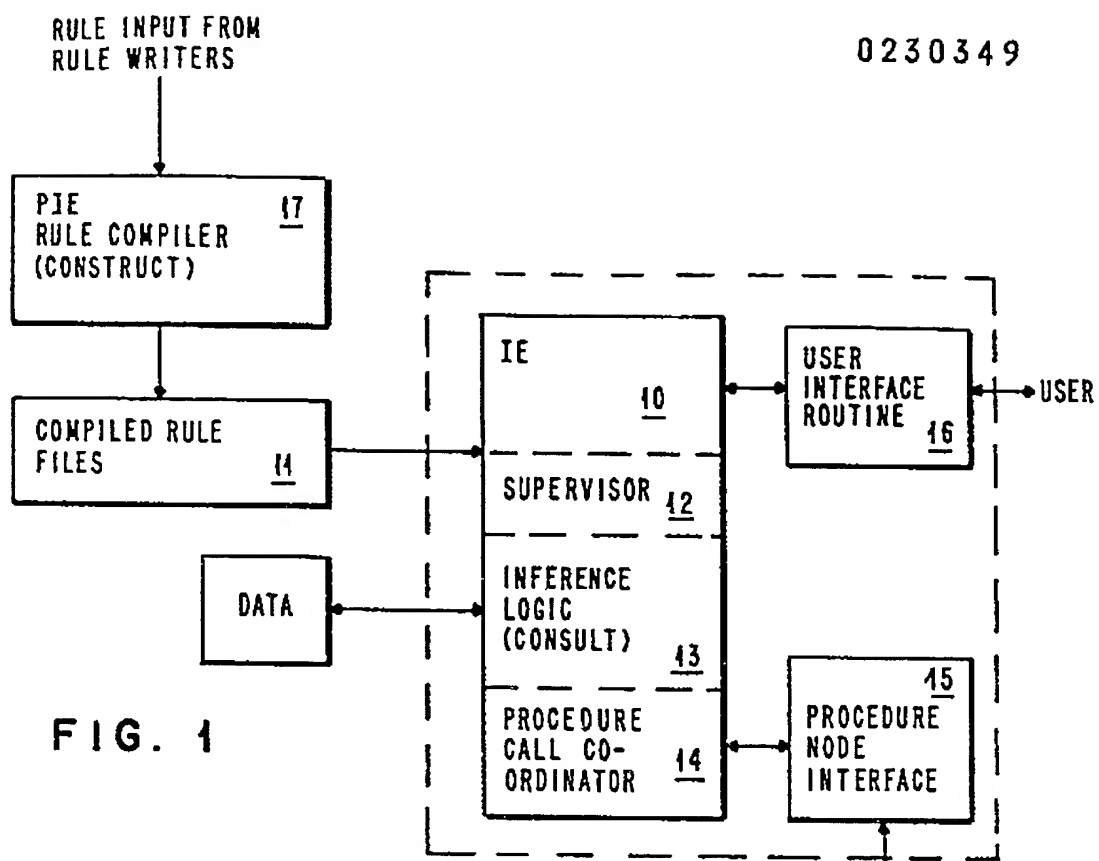 RULE INPUT FROM
RULE WRITERS
0230349
PIE
RULE COMPILER
(CONSTRUCT)
17
COMPILED RULE
FILES
11
DATA
IE
10
SUPERVISOR
12
INFERENCE
LOGIC
(CONSULT)
13
PROCEDURE
CALL CO-
ORDINATOR
14
USER
INTERFACE
ROUTINE
16
USER
15
PROCEDURE
NODE
INTERFACE
FIG. 1